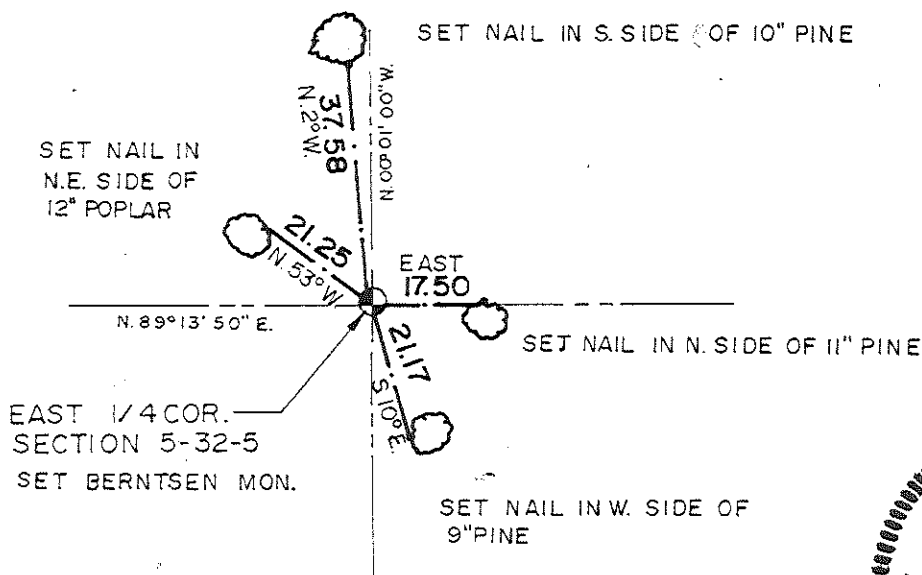 SET NAIL IN S. SIDE OF 10" PINE
N. 00°10'00" W.
37.58
N. 2° W.
SET NAIL IN
N.E. SIDE OF
12" POPLAR
21.25
N. 53° W.
EAST
17.50
N. 89°13'50" E.
SET NAIL IN N. SIDE OF 11" PINE
21.17
S 10° E.
EAST 1/4 COR.
SECTION 5-32-5
SET BERNTSEN MON.
SET NAIL IN W. SIDE OF
9" PINE